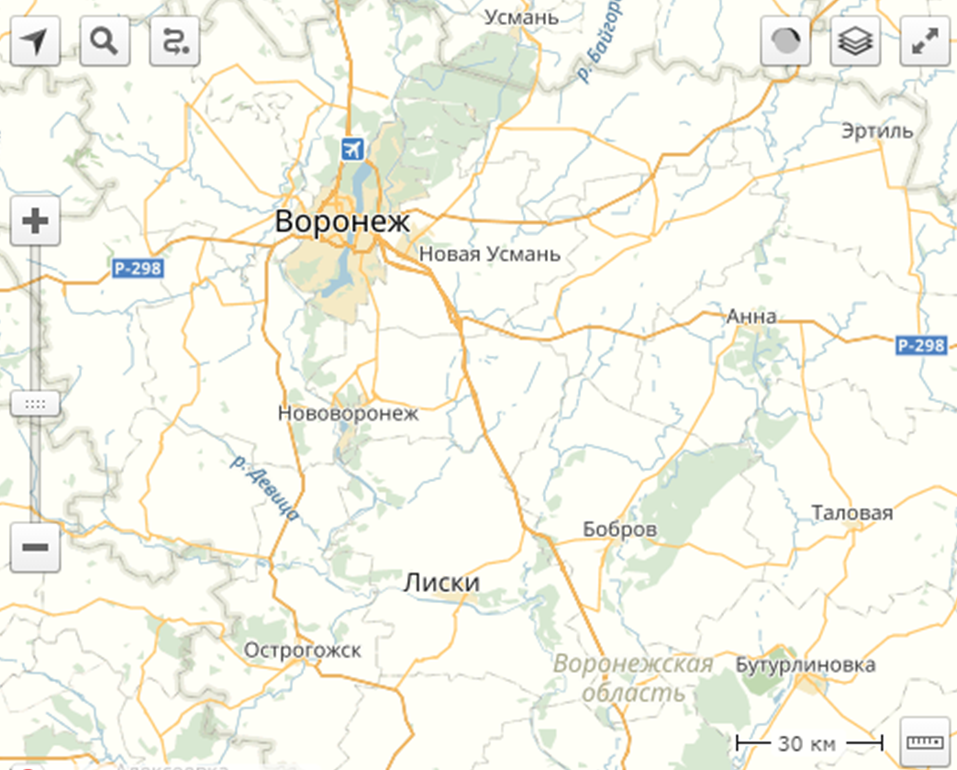 Усмань
р. Байгора
Эртиль
Воронеж
Новая Усмань
Р-298
Анна
Р-298
Нововоронеж
р. Девица
Таловая
Бобров
Лиски
Острогожск
Воронежская
область
Бутурлиновка
30 км